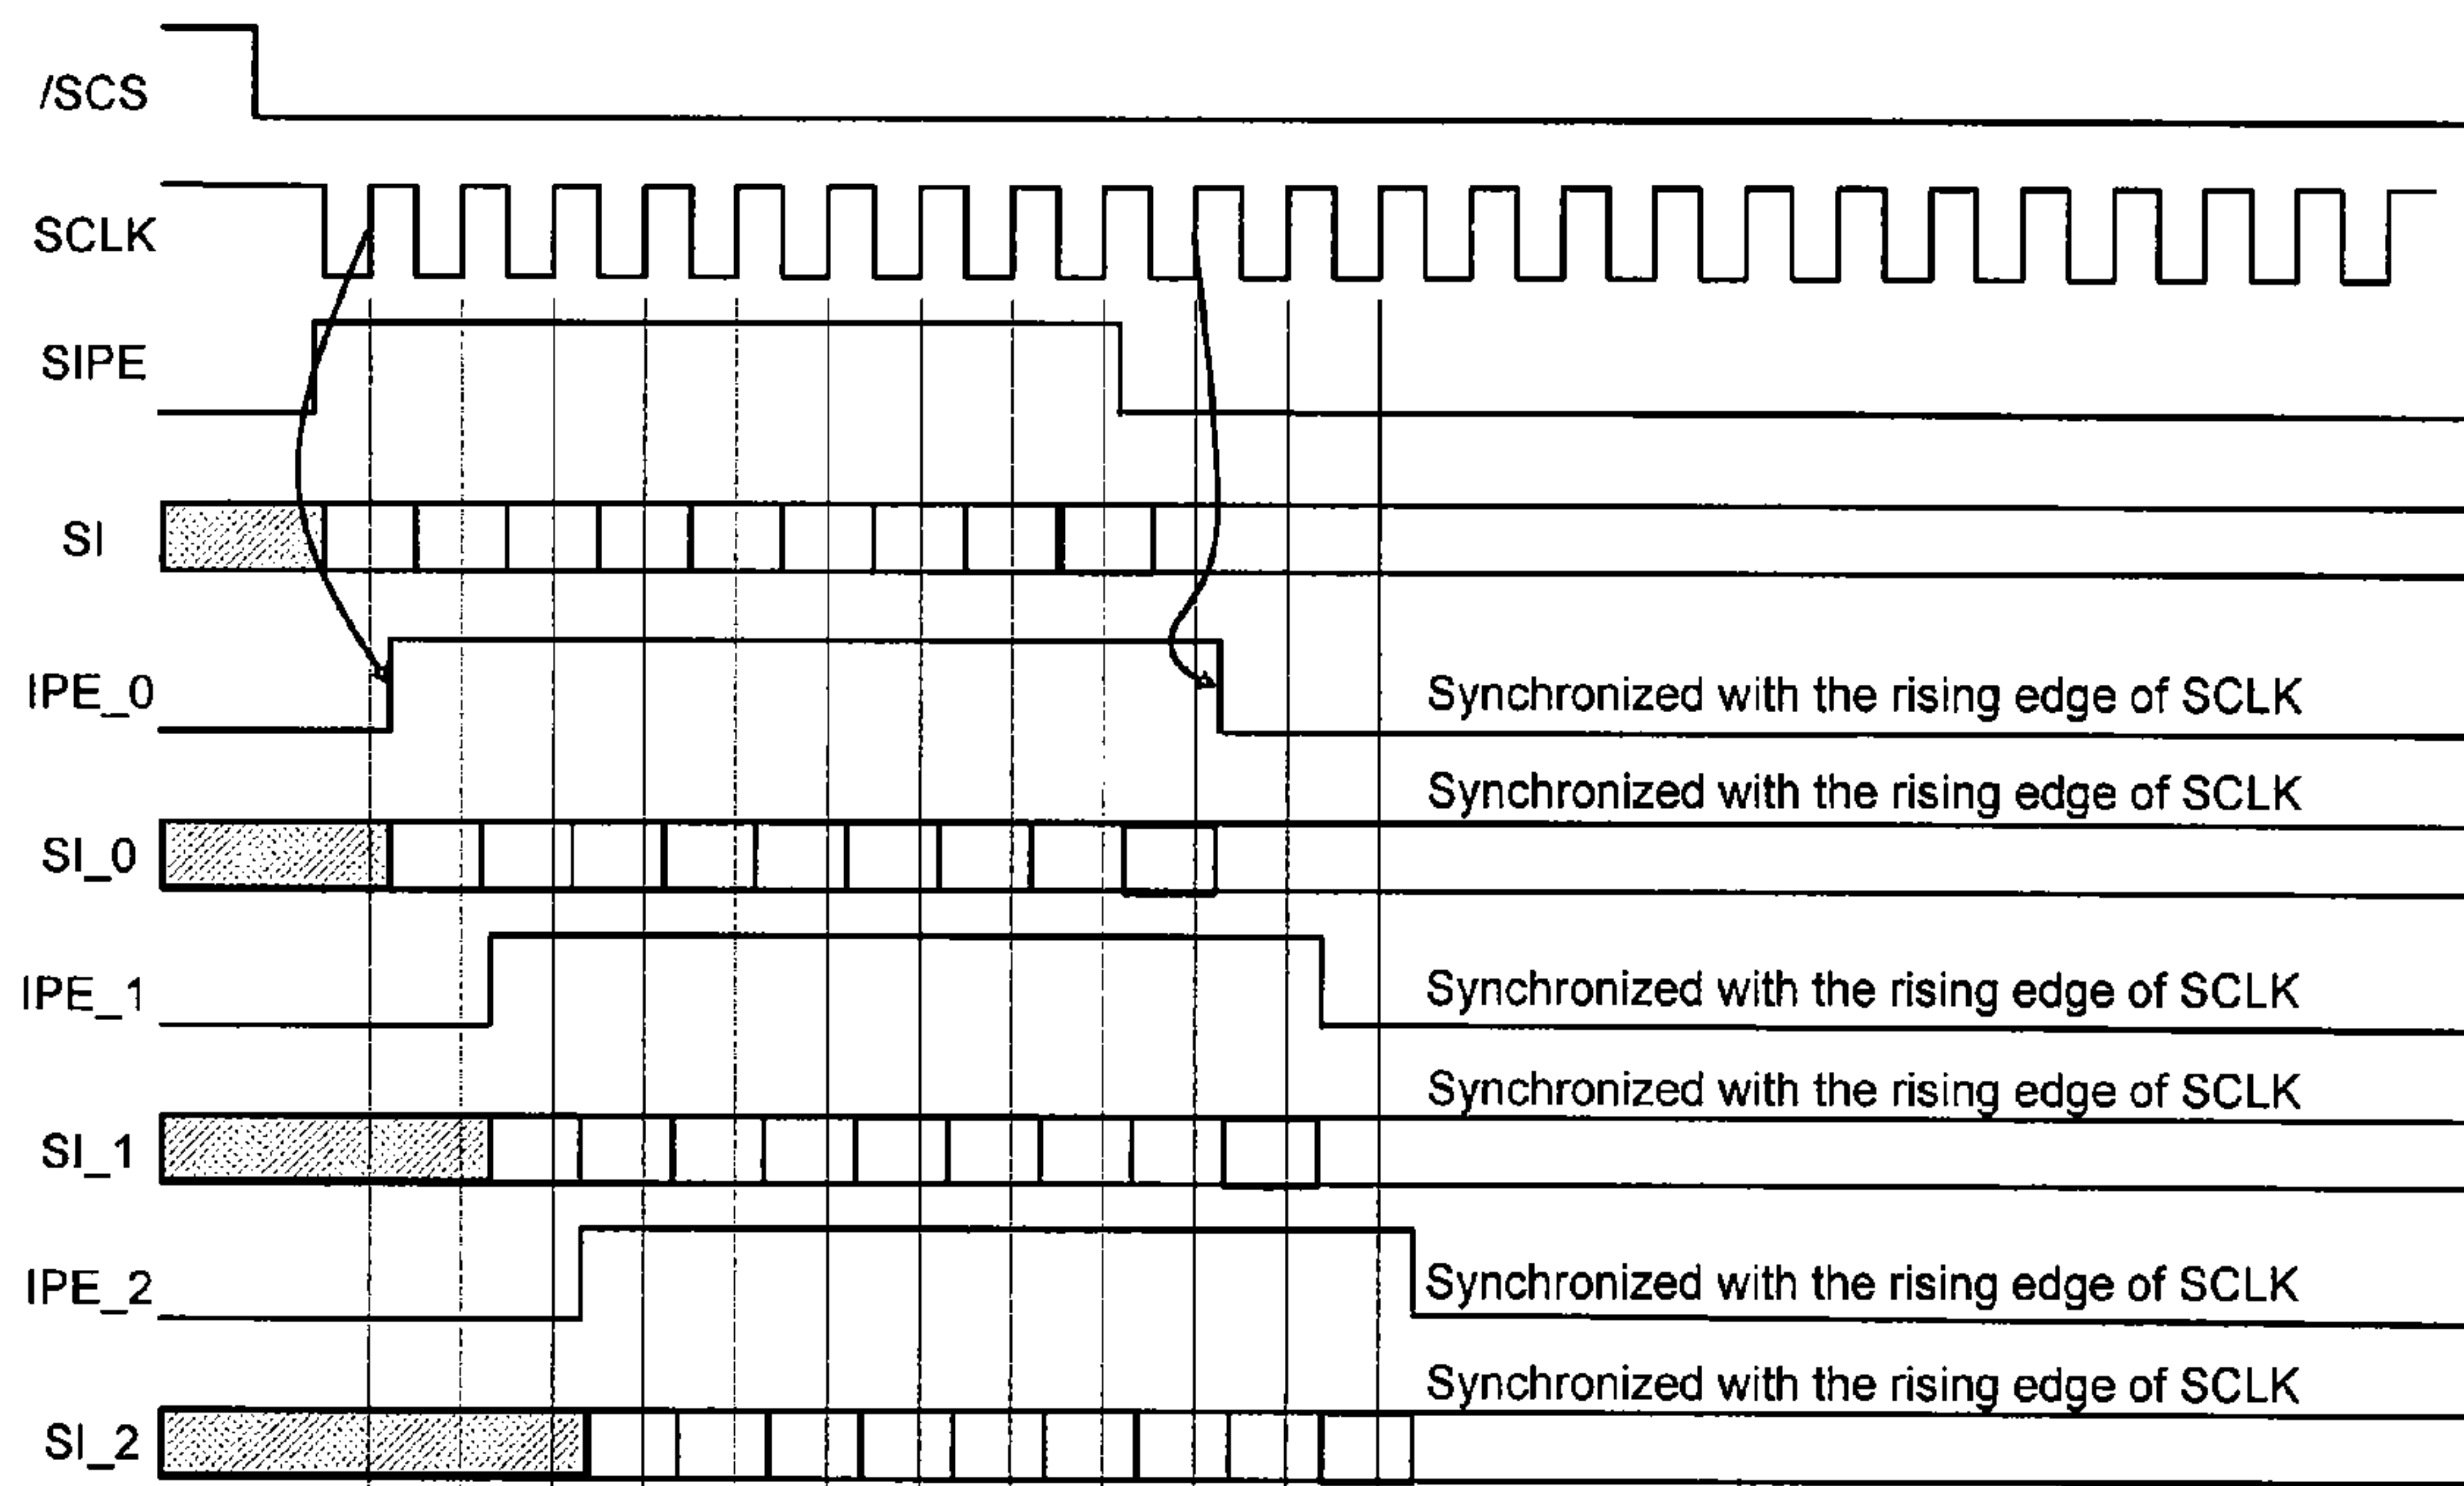 /SCS
SCLK
SIPE
SI
IPE_0 Synchronized with the rising edge of SCLK
Synchronized with the rising edge of SCLK
SI_0
IPE_1 Synchronized with the rising edge of SCLK
Synchronized with the rising edge of SCLK
SI_1
IPE_2 Synchronized with the rising edge of SCLK
Synchronized with the rising edge of SCLK
SI_2